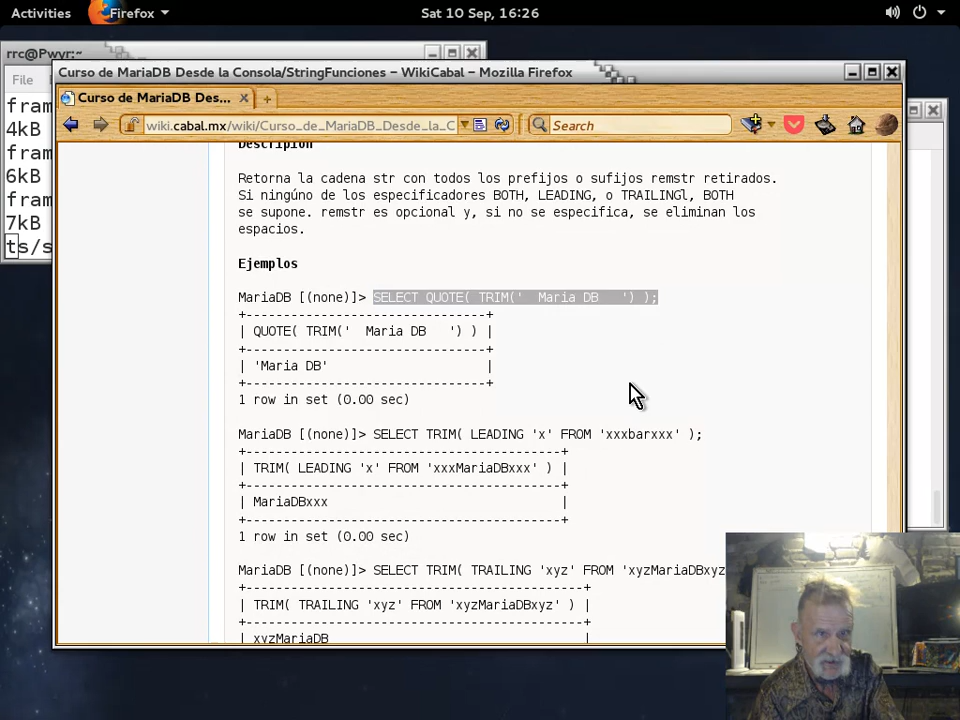 Activities Firefox Sat 10 Sep, 16:26
rrc@Pwyr:~
Curso de MariaDB Desde la Consola/StringFunciones – WikiCabal – Mozilla Firefox
File
Curso de MariaDB Des...
wiki.cabal.mx/wiki/Curso_de_MariaDB_Desde_la_C Search
fram
4kB
fram
6kB
fram
7kB
ts/s
Descripion
Retorna la cadena str con todos los prefijos o sufijos remstr retirados.
Si ningúno de los especificadores BOTH, LEADING, o TRAILINGl, BOTH
se supone. remstr es opcional y, si no se especifica, se eliminan los
espacios.
Ejemplos
MariaDB [(none)]> SELECT QUOTE( TRIM('  Maria DB   ') );
+-------------------------------+
| QUOTE( TRIM('  Maria DB   ') ) |
+-------------------------------+
| 'Maria DB' |
+-------------------------------+
1 row in set (0.00 sec)
MariaDB [(none)]> SELECT TRIM( LEADING 'x' FROM 'xxxbarxxx' );
+-----------------------------------------+
| TRIM( LEADING 'x' FROM 'xxxMariaDBxxx' ) |
+-----------------------------------------+
| MariaDBxxx |
+-----------------------------------------+
1 row in set (0.00 sec)
MariaDB [(none)]> SELECT TRIM( TRAILING 'xyz' FROM 'xyzMariaDBxyz
+--------------------------------------------+
| TRIM( TRAILING 'xyz' FROM 'xyzMariaDBxyz' ) |
+--------------------------------------------+
| xyzMariaDB |